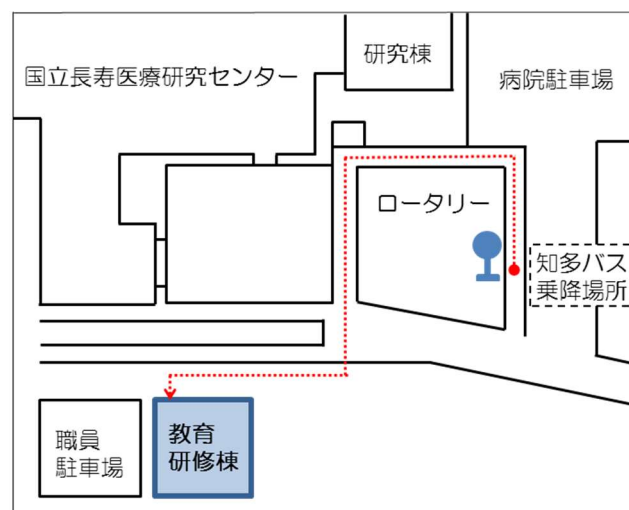 研究棟
国立長寿医療研究センター
病院駐車場
ロータリー
知多バス
乗降場所
職員
駐車場
教育
研修棟